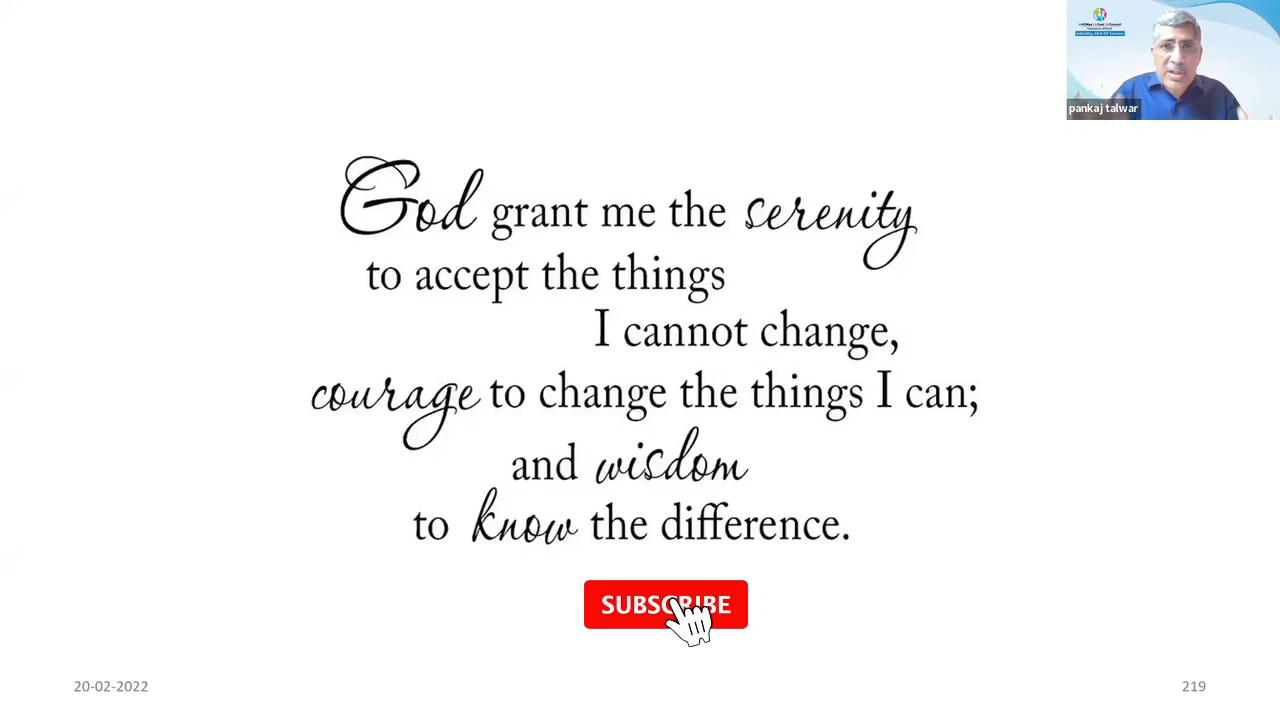 pankaj talwar
God grant me the serenity
to accept the things
I cannot change,
courage to change the things I can;
and wisdom
to know the difference.
SUBSCRIBE
20-02-2022
219